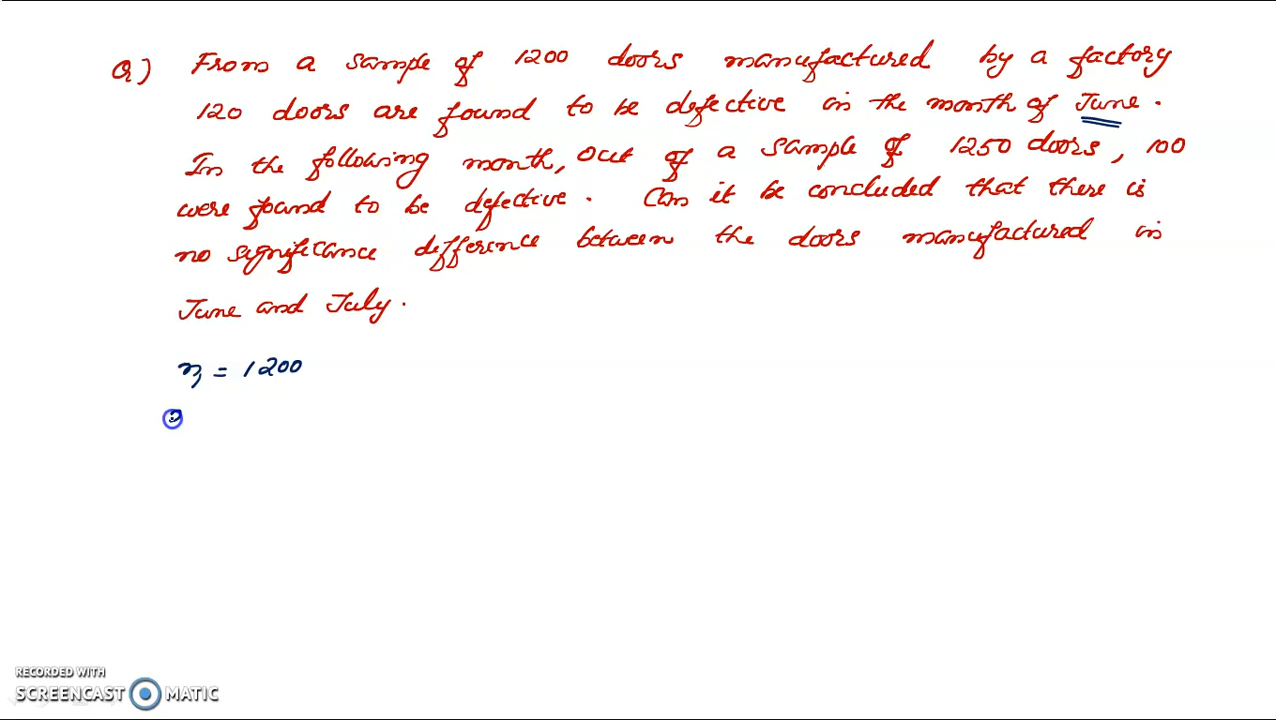 Q) From a sample of 1200 doors manufactured by a factory
120 doors are found to be defective in the month of June.
In the following month, out of a sample of 1250 doors, 100
were found to be defective. Can it be concluded that there is
no significance difference between the doors manufactured in
June and July.
n₁ = 1200
RECORDED WITH
SCREENCAST MATIC